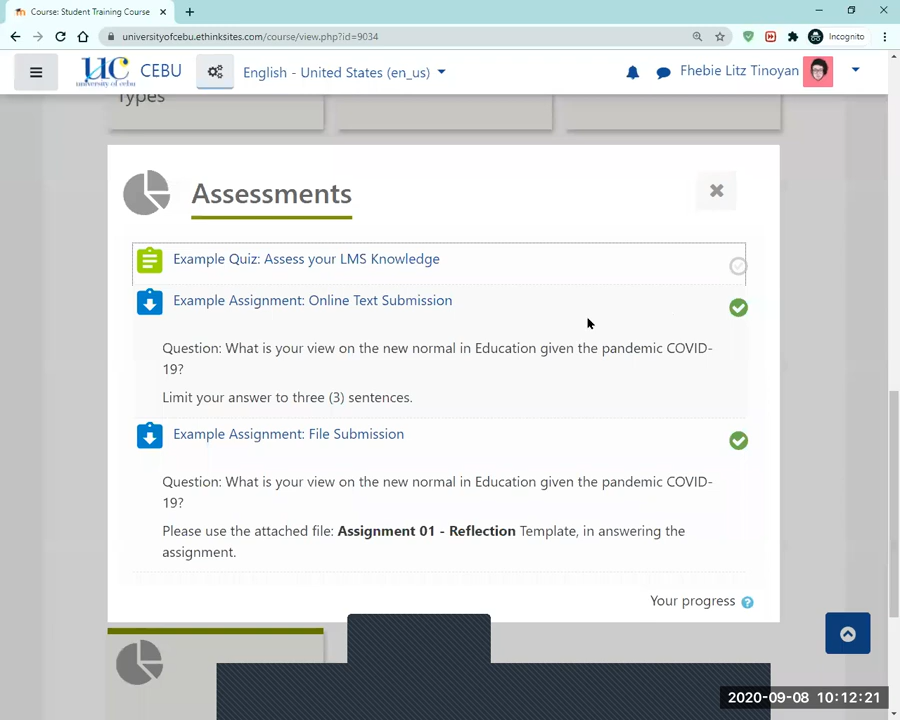 Course: Student Training Course
universityofcebu.ethinksites.com/course/view.php?id=9034
Incognito
UC
university of cebu
CEBU
English - United States (en_us)
Fhebie Litz Tinoyan
Types
Assessments
Example Quiz: Assess your LMS Knowledge
Example Assignment: Online Text Submission
Question: What is your view on the new normal in Education given the pandemic COVID-
19?
Limit your answer to three (3) sentences.
Example Assignment: File Submission
Question: What is your view on the new normal in Education given the pandemic COVID-
19?
Please use the attached file: Assignment 01 - Reflection Template, in answering the
assignment.
Your progress
2020-09-08 10:12:21